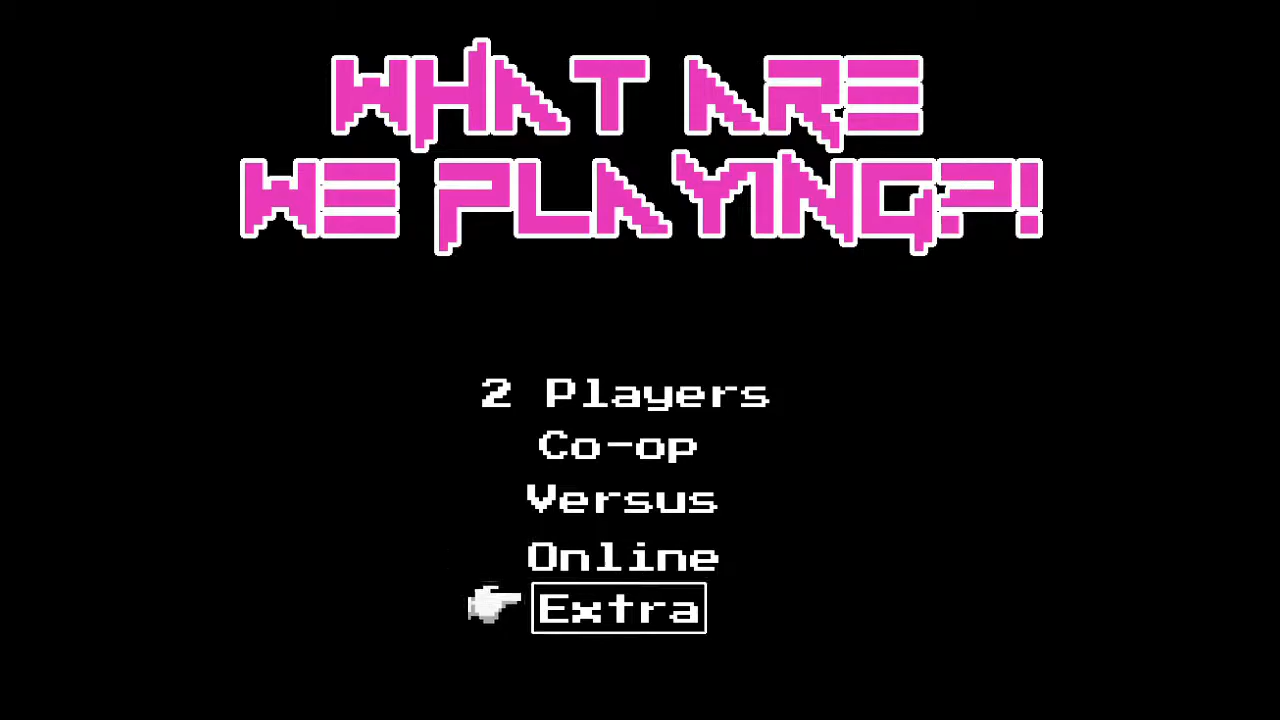 WHAT ARE
WE PLAYING?!
2 Players
Co-op
Versus
Online
Extra